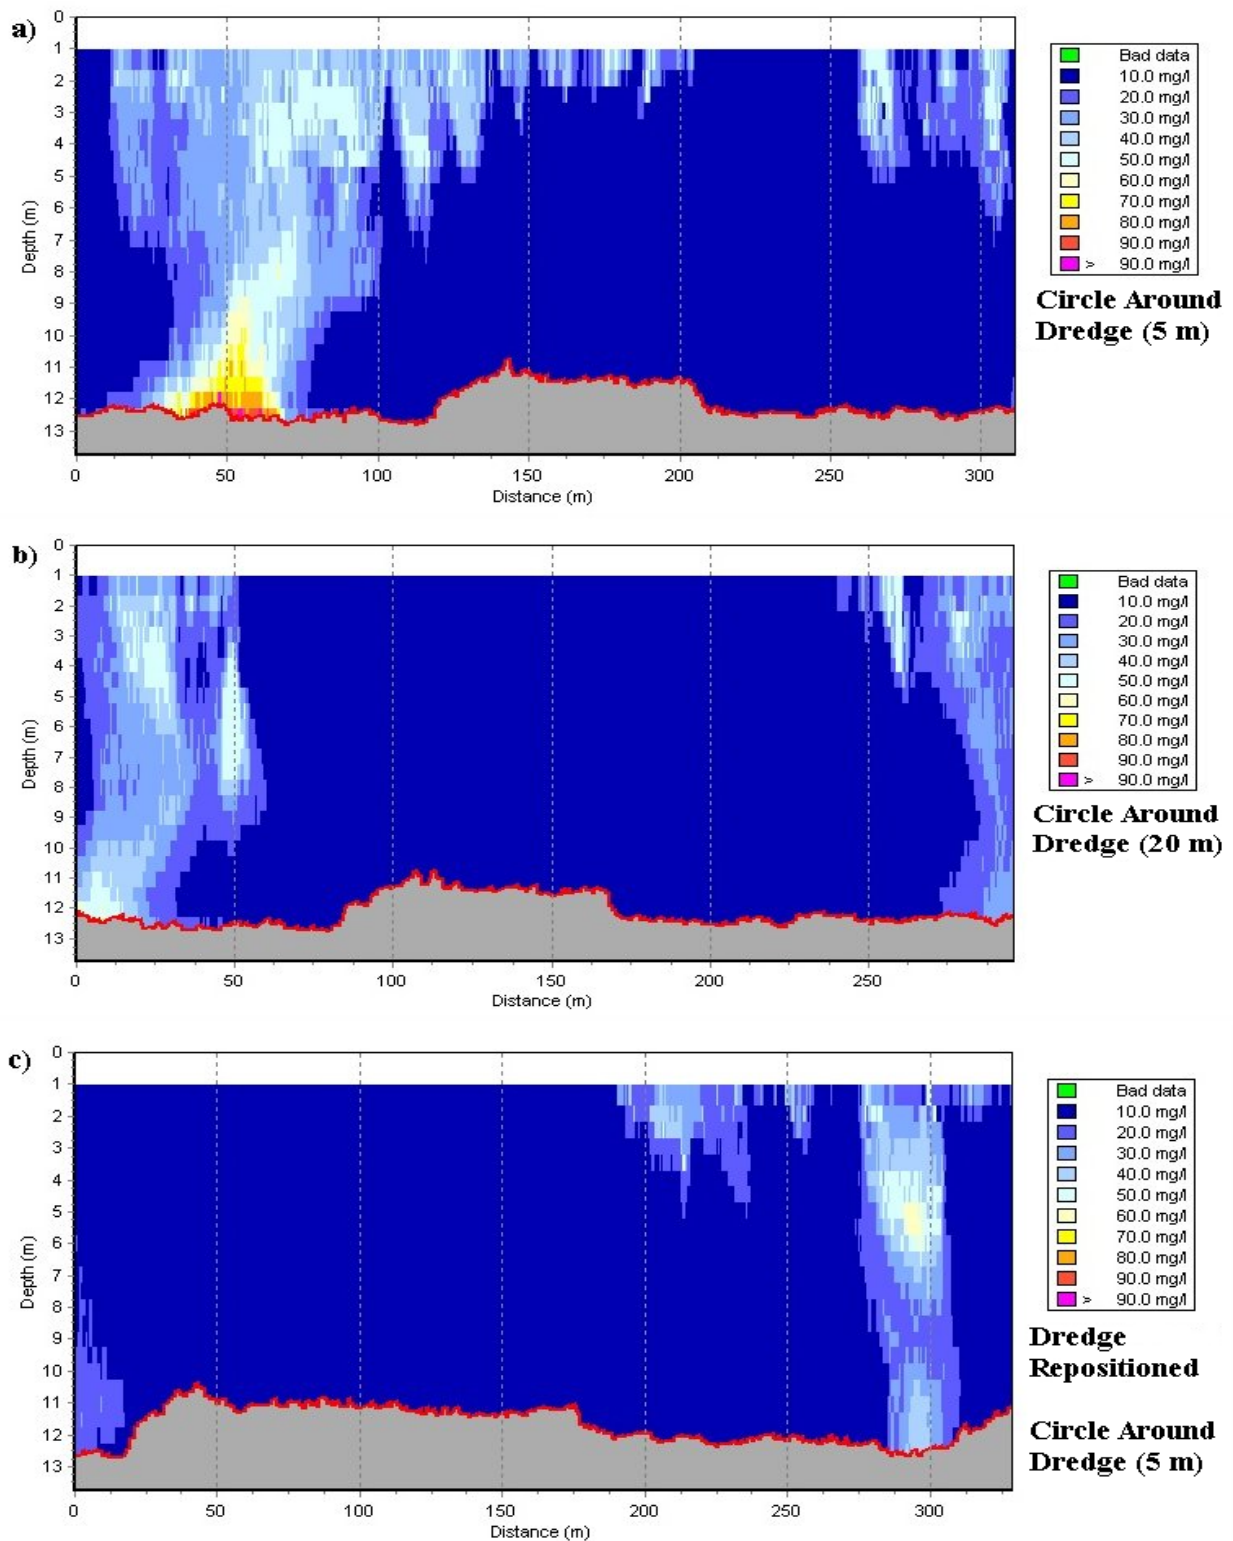 a)
0
1
2
3
4
5
6
7
8
9
10
11
12
13
Depth (m)
0 50 100 150 200 250 300
Distance (m)
Bad data
10.0 mg/l
20.0 mg/l
30.0 mg/l
40.0 mg/l
50.0 mg/l
60.0 mg/l
70.0 mg/l
80.0 mg/l
90.0 mg/l
> 90.0 mg/l
Circle Around
Dredge (5 m)
b)
0
1
2
3
4
5
6
7
8
9
10
11
12
13
Depth (m)
0 50 100 150 200 250
Distance (m)
Bad data
10.0 mg/l
20.0 mg/l
30.0 mg/l
40.0 mg/l
50.0 mg/l
60.0 mg/l
70.0 mg/l
80.0 mg/l
90.0 mg/l
> 90.0 mg/l
Circle Around
Dredge (20 m)
c)
0
1
2
3
4
5
6
7
8
9
10
11
12
13
Depth (m)
0 50 100 150 200 250 300
Distance (m)
Bad data
10.0 mg/l
20.0 mg/l
30.0 mg/l
40.0 mg/l
50.0 mg/l
60.0 mg/l
70.0 mg/l
80.0 mg/l
90.0 mg/l
> 90.0 mg/l
Dredge
Repositioned
Circle Around
Dredge (5 m)